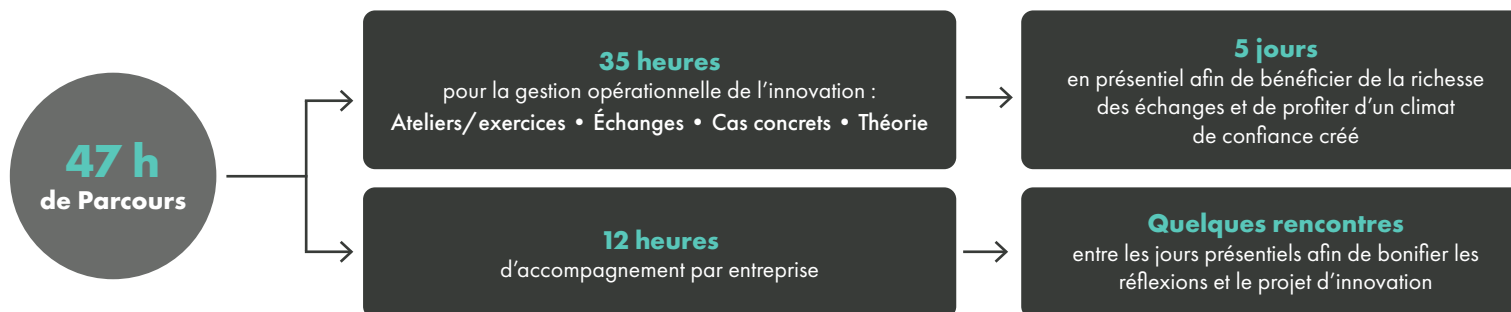 47 h
de Parcours
35 heures
pour la gestion opérationnelle de l’innovation :
Ateliers/exercices • Échanges • Cas concrets • Théorie
5 jours
en présentiel afin de bénéficier de la richesse
des échanges et de profiter d’un climat
de confiance créé
12 heures
d’accompagnement par entreprise
Quelques rencontres
entre les jours présentiels afin de bonifier les
réflexions et le projet d’innovation